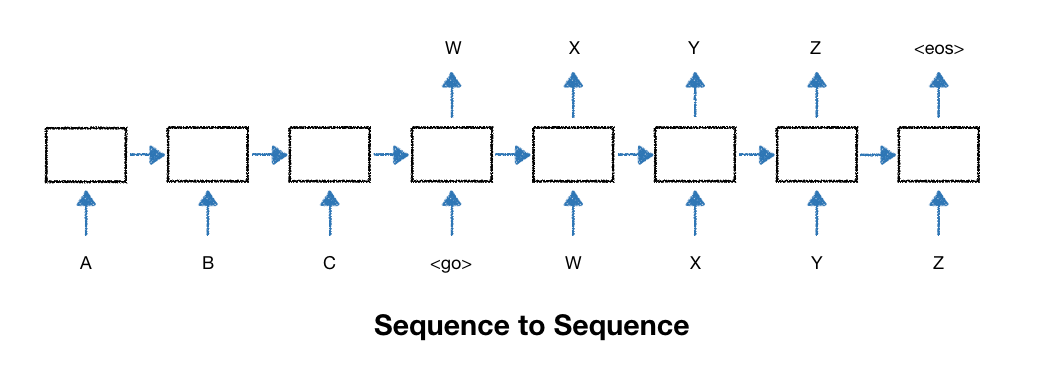 W X Y Z <eos>
A B C <go> W X Y Z
Sequence to Sequence